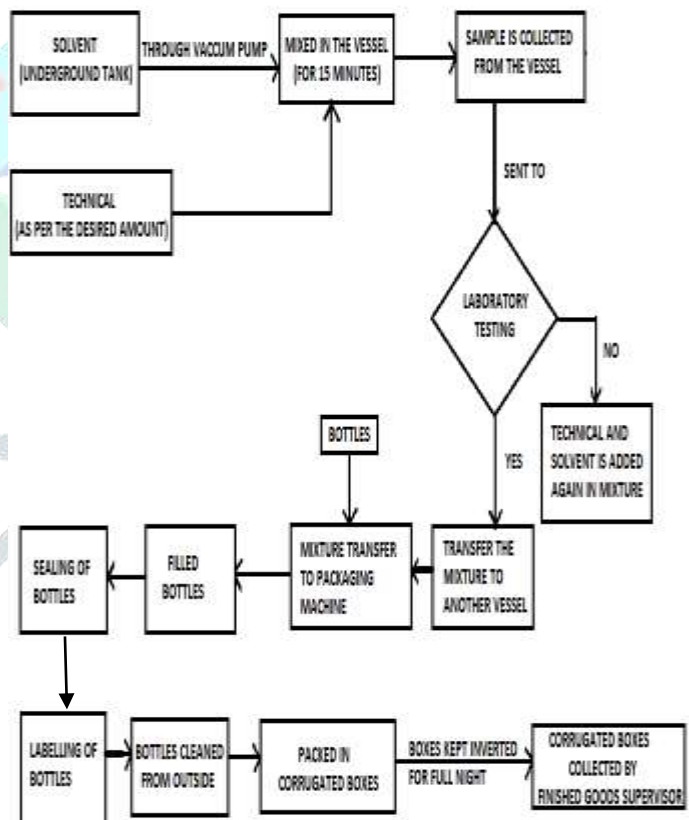 SOLVENT
(UNDERGROUND TANK)
THROUGH VACCUM PUMP
MIXED IN THE VESSEL
(FOR 15 MINUTES)
SAMPLE IS COLLECTED
FROM THE VESSEL
TECHNICAL
(AS PER THE DESIRED AMOUNT)
SENT TO
LABORATORY
TESTING
NO
TECHNICAL AND
SOLVENT IS ADDED
AGAIN IN MIXTURE
YES
BOTTLES
TRANSFER THE
MIXTURE TO
ANOTHER VESSEL
MIXTURE TRANSFER
TO PACKAGING
MACHINE
FILLED
BOTTLES
SEALING OF
BOTTLES
LABELLING OF
BOTTLES
BOTTLES CLEANED
FROM OUTSIDE
PACKED IN
CORRUGATED BOXES
BOXES KEPT INVERTED
FOR FULL NIGHT
CORRUGATED BOXES
COLLECTED BY
FINISHED GOODS SUPERVISOR